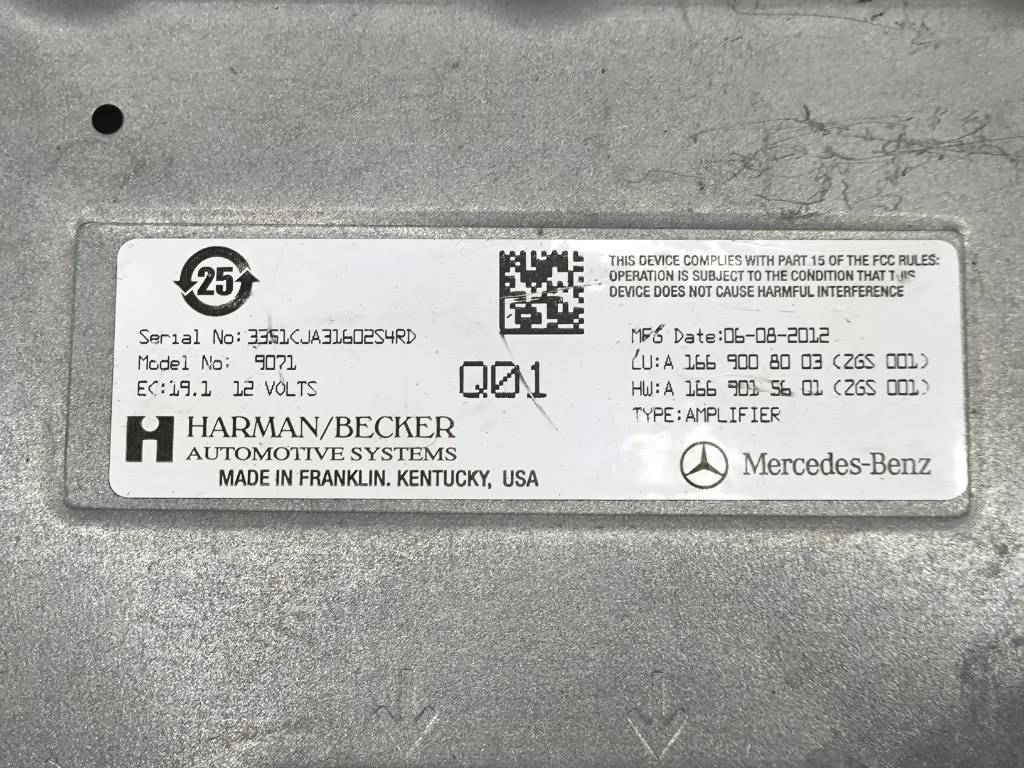 25
THIS DEVICE COMPLIES WITH PART 15 OF THE FCC RULES:
OPERATION IS SUBJECT TO THE CONDITION THAT THIS
DEVICE DOES NOT CAUSE HARMFUL INTERFERENCE
Serial No: 3351CJA31602S4RD
Model No: 9071
EC:19.1 12 VOLTS
Q01
MFG Date:06-08-2012
LU:A 166 900 80 03 (ZGS 001)
HW:A 166 901 56 01 (ZGS 001)
TYPE:AMPLIFIER
HARMAN/BECKER
AUTOMOTIVE SYSTEMS
MADE IN FRANKLIN. KENTUCKY, USA
Mercedes-Benz